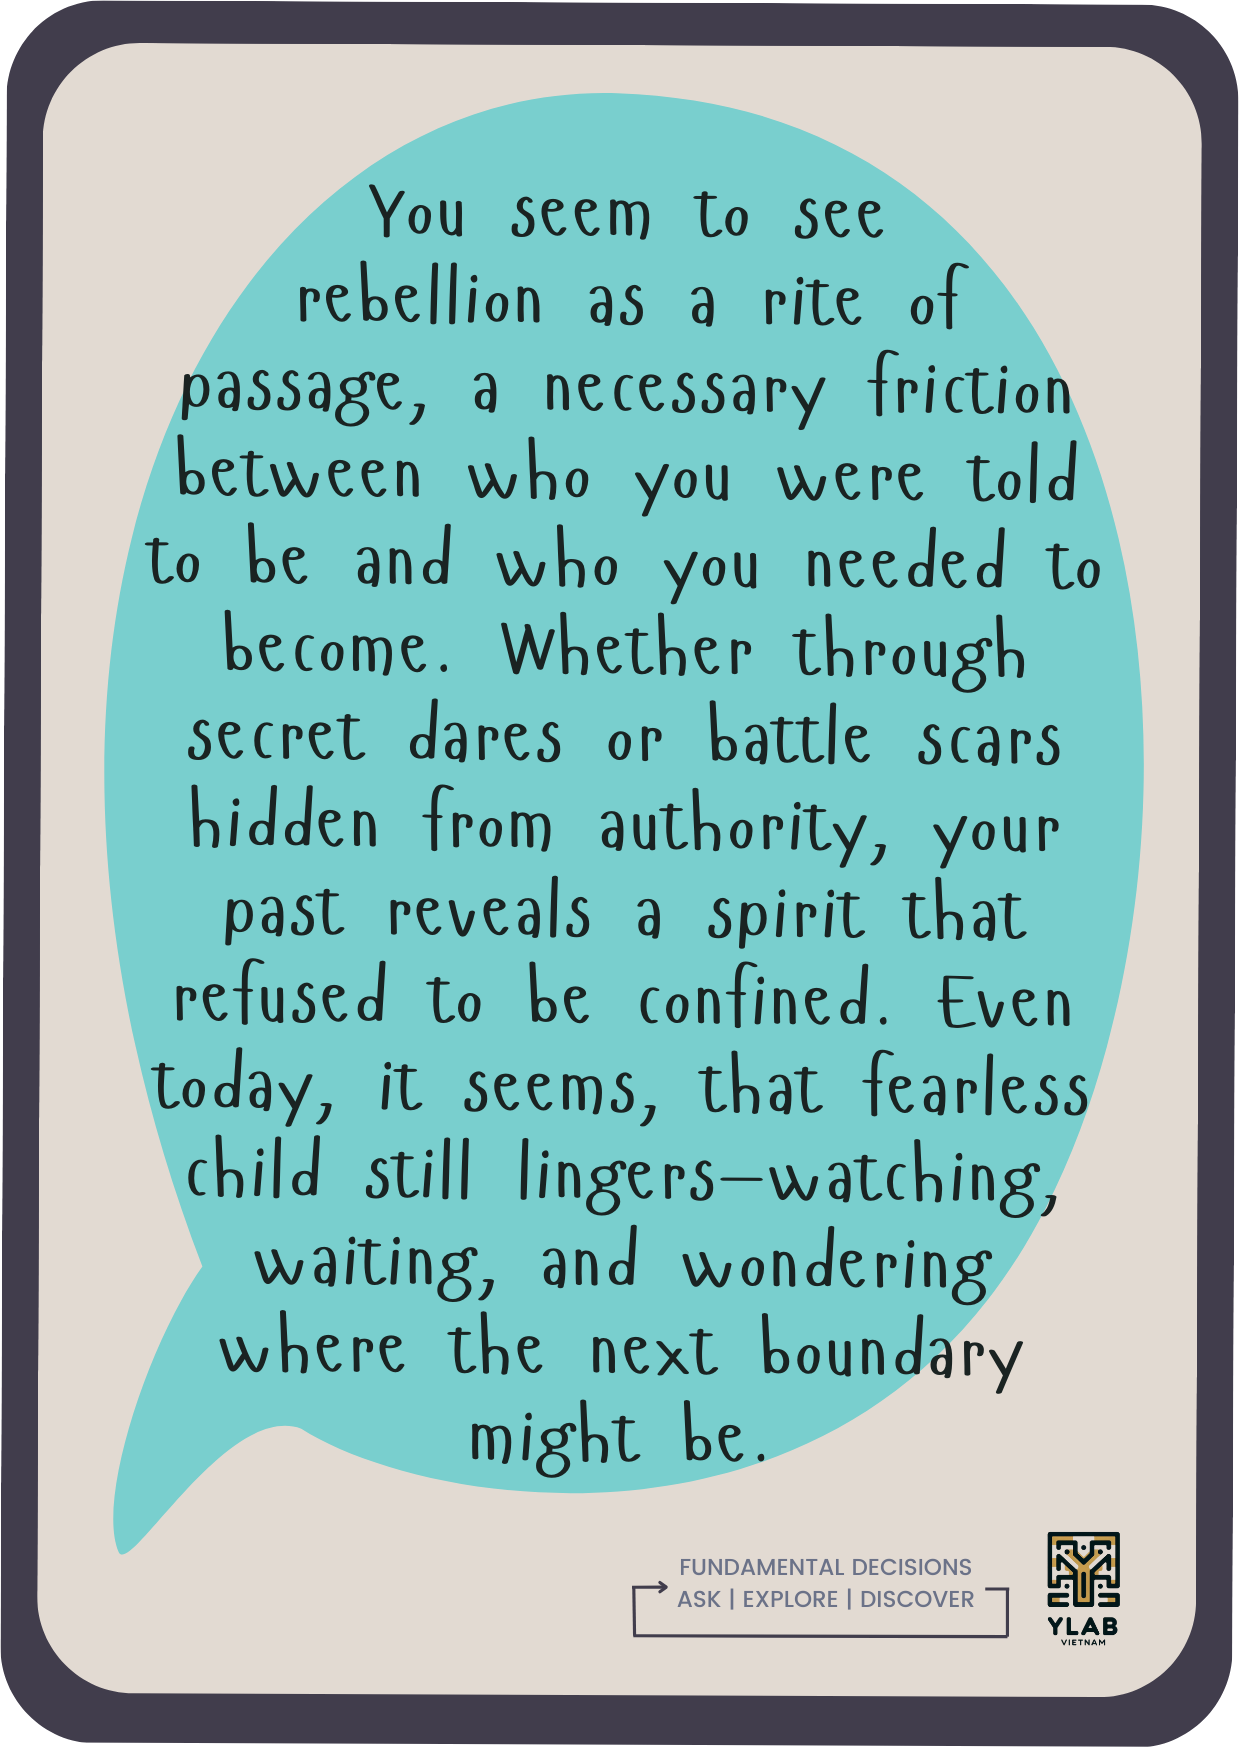 You seem to see
rebellion as a rite of
passage, a necessary friction
between who you were told
to be and who you needed to
become. Whether through
secret dares or battle scars
hidden from authority, your
past reveals a spirit that
refused to be confined. Even
today, it seems, that fearless
child still lingers—watching,
waiting, and wondering
where the next boundary
might be.
FUNDAMENTAL DECISIONS
ASK | EXPLORE | DISCOVER
YLAB
VIETNAM